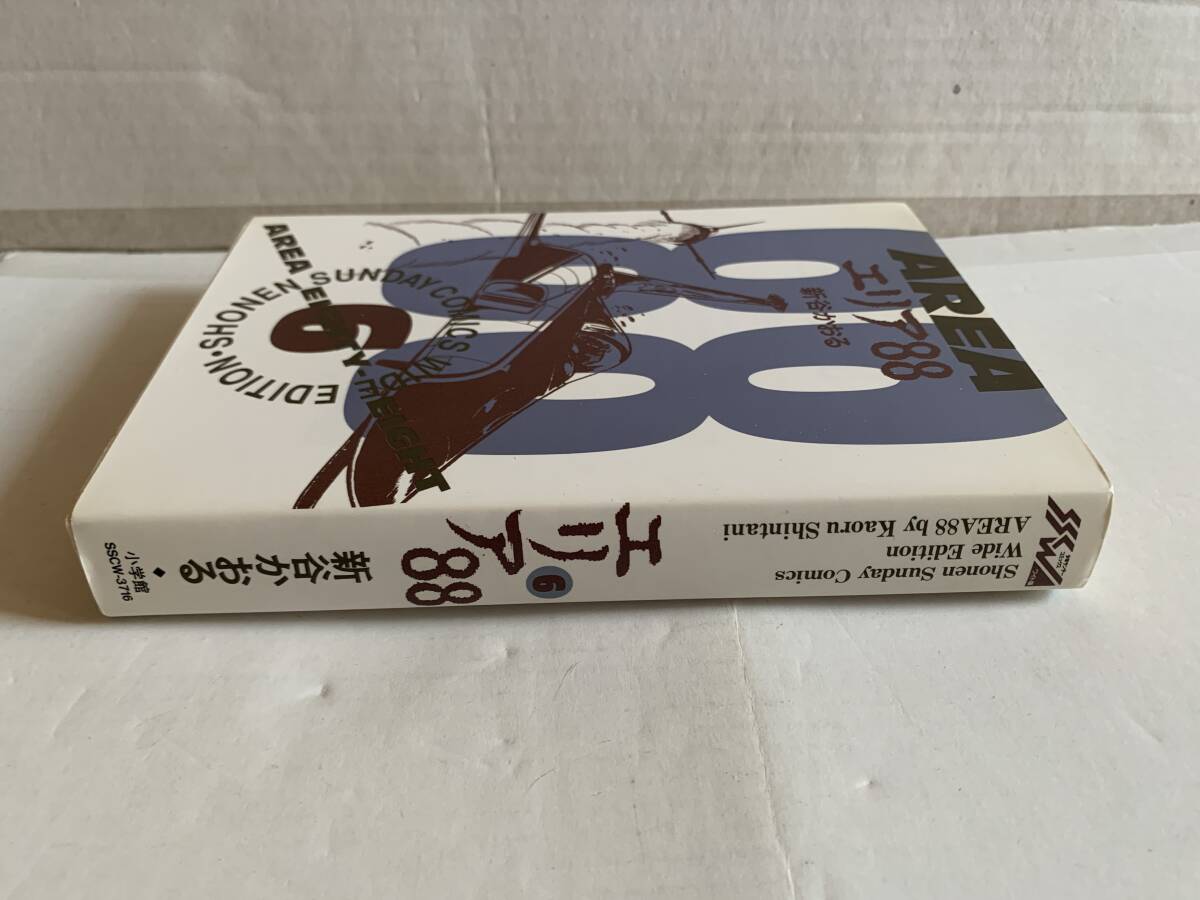 AREA
エリア88
新谷かおる
88
AREA EIGHTY-EIGHT
6
SHONEN SUNDAY COMICS WIDE EDITION・
Shonen Sunday Comics
Wide Edition
AREA88 by Kaoru Shintani
エリア88
6
新谷かおる
◆
小学館
SSCW-3716
SSW